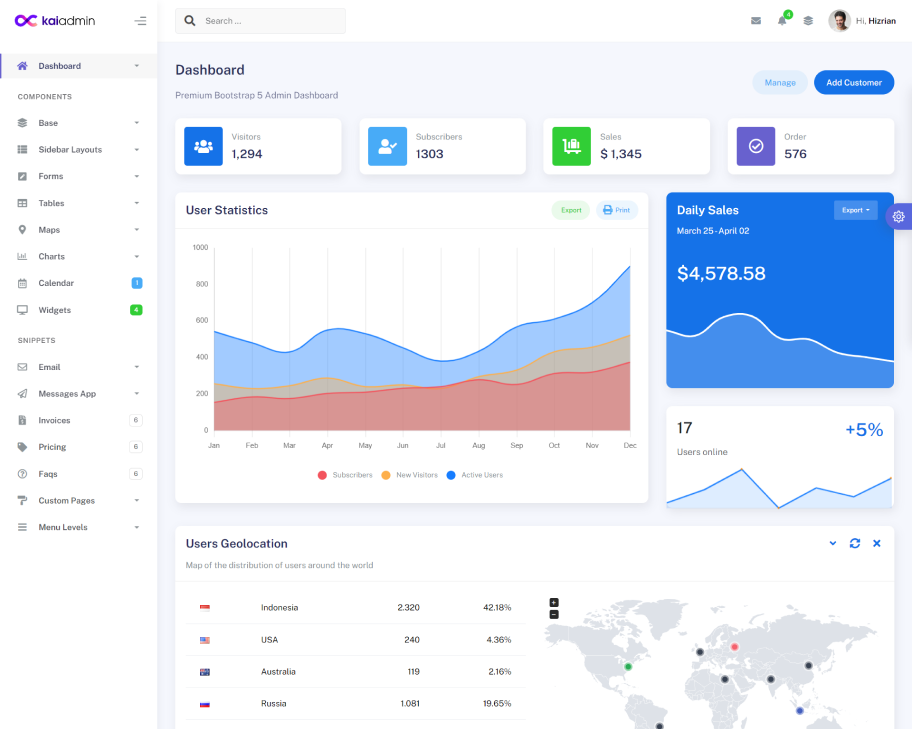 kaiadmin
Search ...
4
Hi, Hizrian
Dashboard
COMPONENTS
Base
Sidebar Layouts
Forms
Tables
Maps
Charts
Calendar 1
Widgets 4
SNIPPETS
Email
Messages App
Invoices 6
Pricing 6
Faqs 6
Custom Pages
Menu Levels
Dashboard
Premium Bootstrap 5 Admin Dashboard
Manage
Add Customer
Visitors
1,294
Subscribers
1303
Sales
$ 1,345
Order
576
User Statistics
Export
Print
1000
800
600
400
200
0
Jan Feb Mar Apr May Jun Jul Aug Sep Oct Nov Dec
Subscribers New Visitors Active Users
Daily Sales
Export
March 25 - April 02
$4,578.58
17
+5%
Users online
Users Geolocation
Map of the distribution of users around the world
Indonesia 2.320 42.18%
USA 240 4.36%
Australia 119 2.16%
Russia 1.081 19.65%
+
−